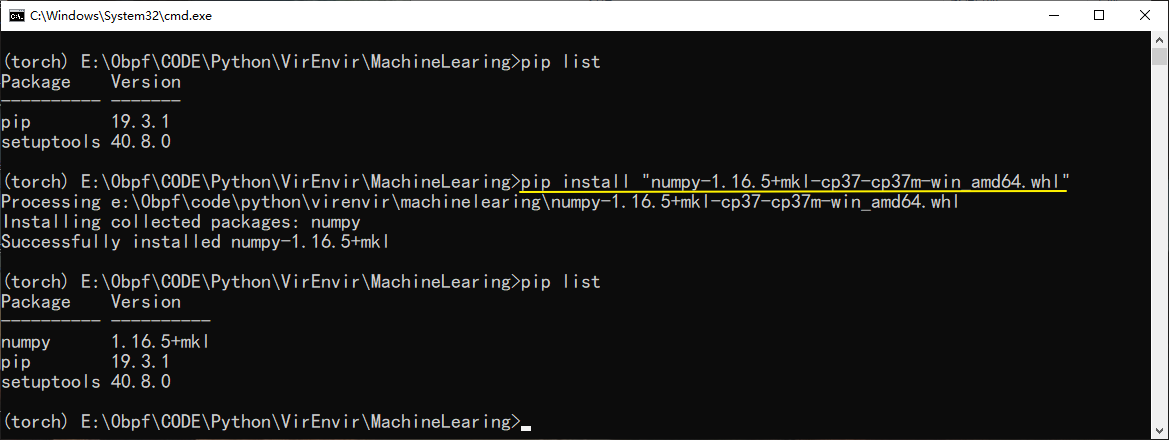 C:\Windows\System32\cmd.exe
(torch) E:\0bpf\CODE\Python\VirEnvir\MachineLearing>pip list
Package    Version
---------- -------
pip        19.3.1
setuptools 40.8.0
(torch) E:\0bpf\CODE\Python\VirEnvir\MachineLearing>pip install "numpy-1.16.5+mkl-cp37-cp37m-win_amd64.whl"
Processing e:\0bpf\code\python\virenvir\machinelearing\numpy-1.16.5+mkl-cp37-cp37m-win_amd64.whl
Installing collected packages: numpy
Successfully installed numpy-1.16.5+mkl
(torch) E:\0bpf\CODE\Python\VirEnvir\MachineLearing>pip list
Package    Version
---------- ----------
numpy      1.16.5+mkl
pip        19.3.1
setuptools 40.8.0
(torch) E:\0bpf\CODE\Python\VirEnvir\MachineLearing>